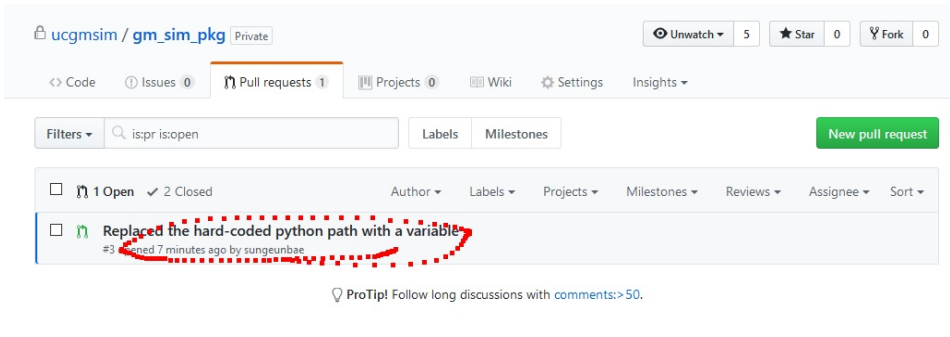 ucgmsim / gm_sim_pkg Private
Unwatch 5 Star 0 Fork 0
Code Issues 0 Pull requests 1 Projects 0 Wiki Settings Insights
Filters is:pr is:open Labels Milestones New pull request
1 Open 2 Closed Author Labels Projects Milestones Reviews Assignee Sort
Replaced the hard-coded python path with a variable
#3 opened 7 minutes ago by sungeunbae
ProTip! Follow long discussions with comments:>50.